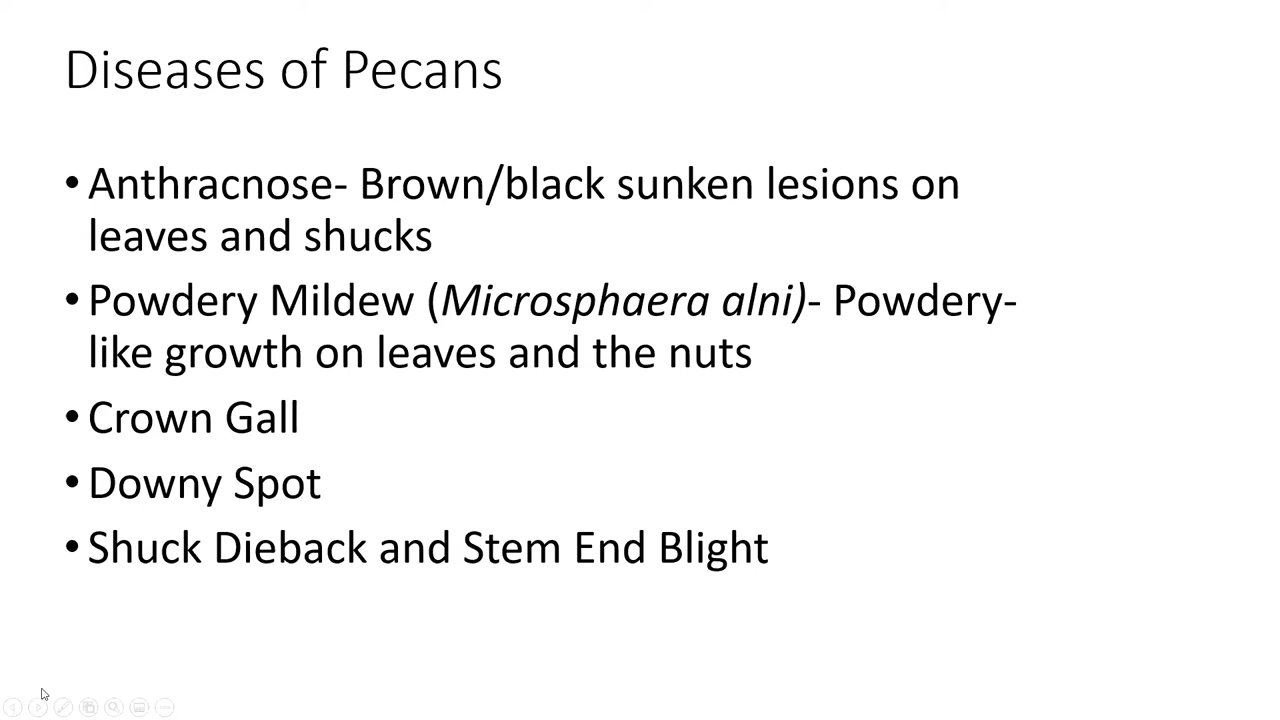 Diseases of Pecans
• Anthracnose- Brown/black sunken lesions on
leaves and shucks
• Powdery Mildew (Microsphaera alni)- Powdery-
like growth on leaves and the nuts
• Crown Gall
• Downy Spot
• Shuck Dieback and Stem End Blight